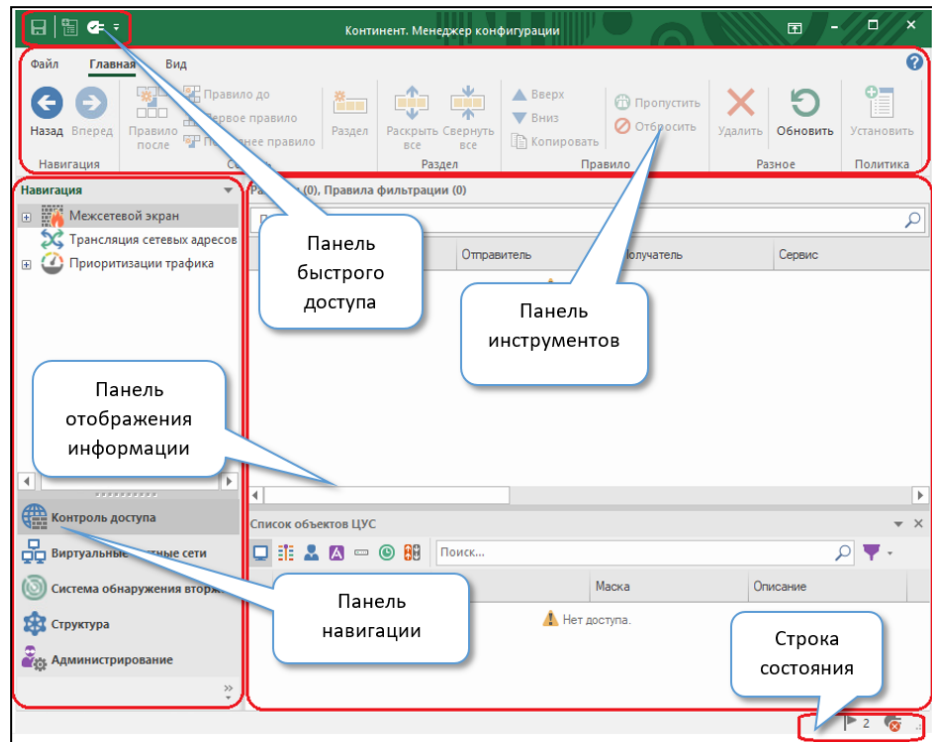 Континент. Менеджер конфигурации
Файл Главная Вид
Назад Вперед
Правило после
Правило до
Первое правило
правило
Раздел
Раскрыть все
Свернуть все
Вверх
Вниз
Копировать
Пропустить
Отбросить
Удалить
Обновить
Установить
Навигация
Раздел
Правило
Разное
Политика
Навигация
Межсетевой экран
Трансляция сетевых адресов
Приоритизации трафика
(0), Правила фильтрации (0)
Отправитель
Получатель
Сервис
Панель быстрого доступа
Панель инструментов
Панель отображения информации
Контроль доступа
Виртуальные частные сети
Система обнаружения
Структура
Администрирование
Список объектов ЦУС
Поиск...
Маска
Описание
Нет доступа.
Панель навигации
Строка состояния
2